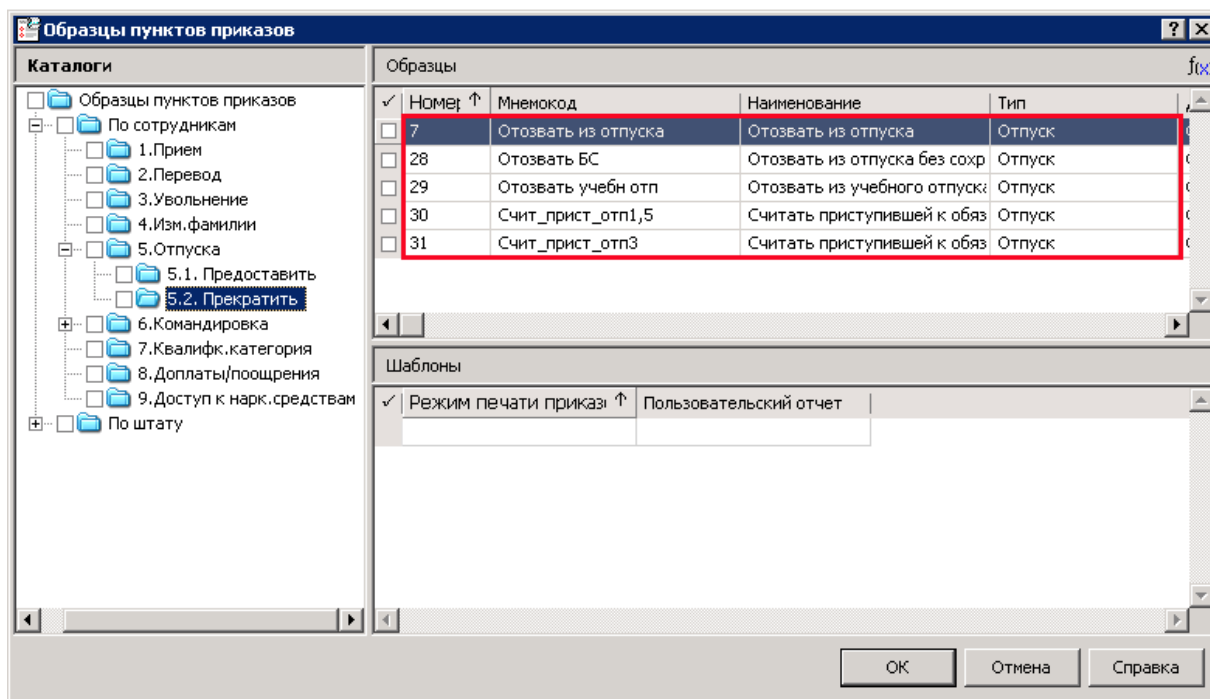 Образцы пунктов приказов
Каталоги
Образцы пунктов приказов
По сотрудникам
1.Прием
2.Перевод
3.Увольнение
4.Изм.фамилии
5.Отпуска
5.1. Предоставить
5.2. Прекратить
6.Командировка
7.Квалифк.категория
8.Доплаты/поощрения
9.Доступ к нарк.средствам
По штату
Образцы
Номер Мнемокод Наименование Тип
7 Отозвать из отпуска Отозвать из отпуска Отпуск
28 Отозвать БС Отозвать из отпуска без сохр Отпуск
29 Отозвать учебн отп Отозвать из учебного отпуска Отпуск
30 Счит_прист_отп1,5 Считать приступившей к обяз Отпуск
31 Счит_прист_отп3 Считать приступившей к обяз Отпуск
Шаблоны
Режим печати приказ Пользовательский отчет
ОК Отмена Справка